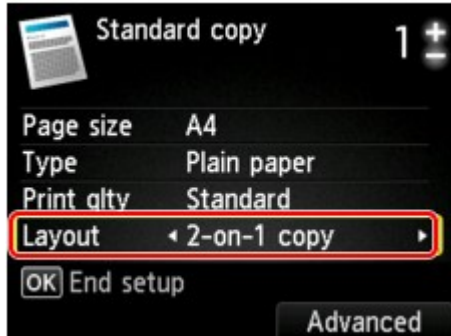 Standard copy
1 + -
Page size A4
Type Plain paper
Print qlty Standard
Layout 2-on-1 copy
OK End setup
Advanced